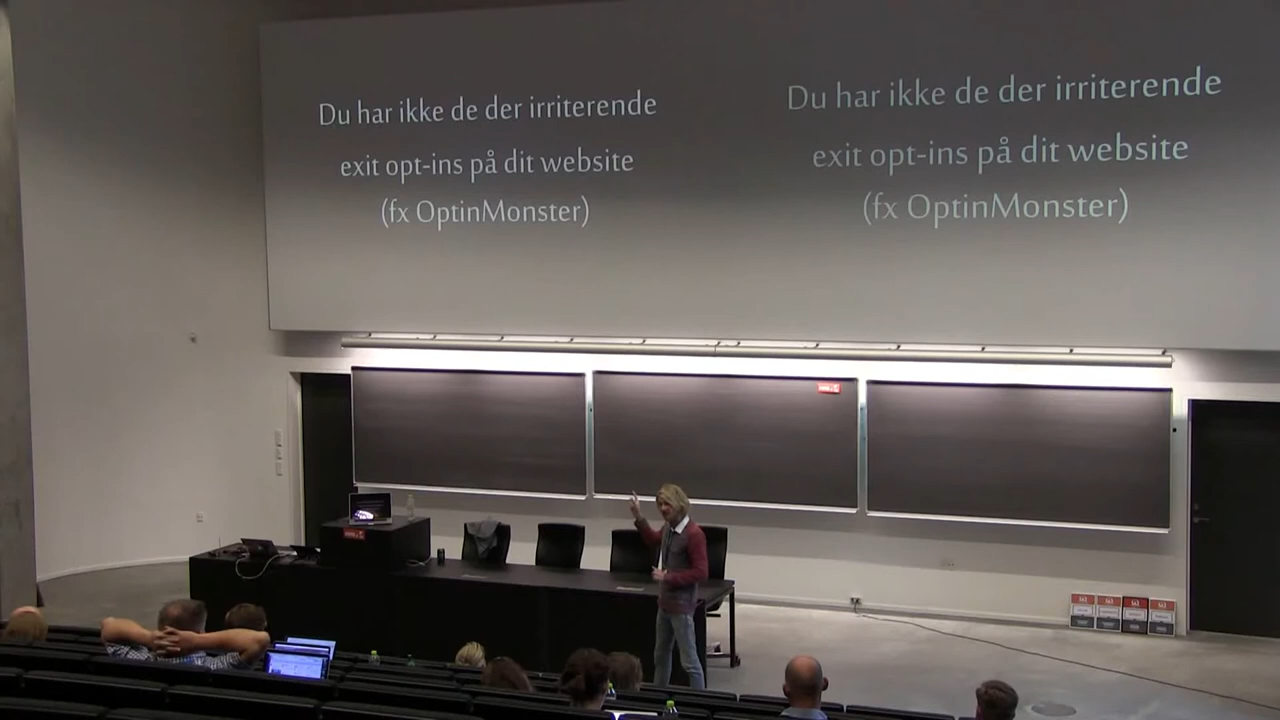 Du har ikke de der irriterende
exit opt-ins på dit website
(fx OptinMonster)
Du har ikke de der irriterende
exit opt-ins på dit website
(fx OptinMonster)